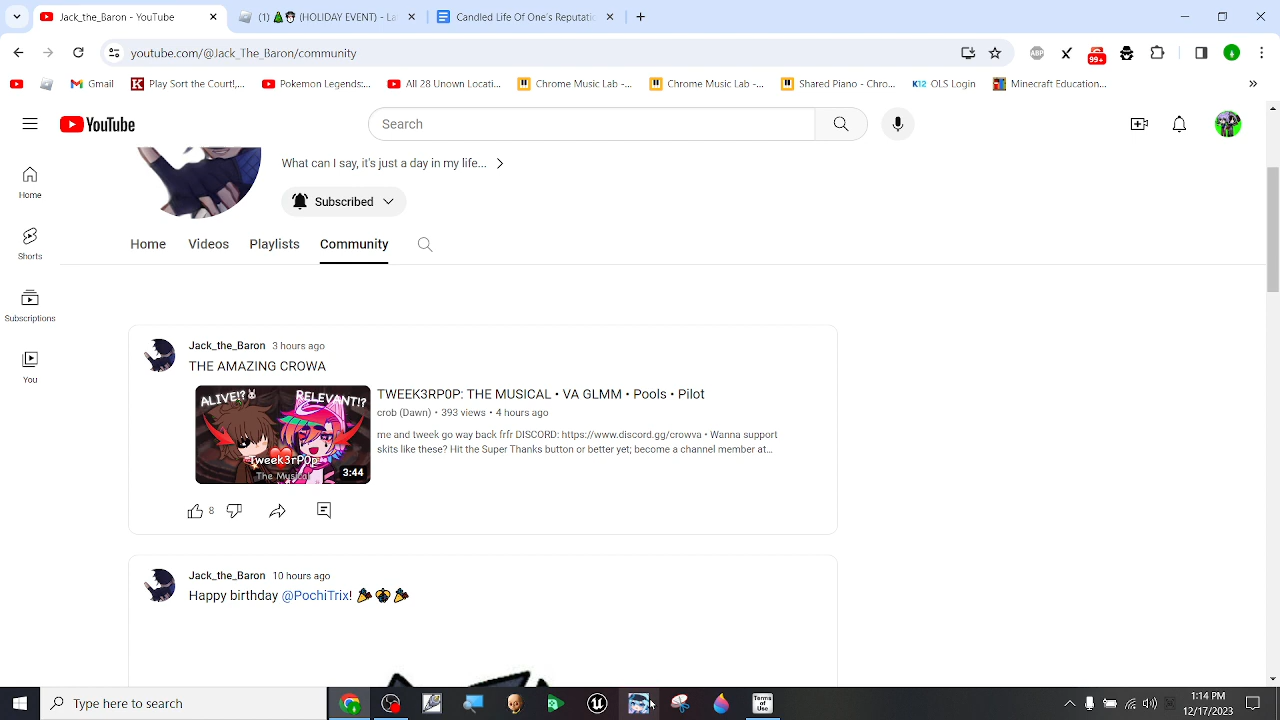 Jack_the_Baron - YouTube
(1) 🎄💂 (HOLIDAY EVENT) - La
Candid Life Of One's Reputatio
youtube.com/@Jack_The_Baron/community
ABP
99+
Gmail
Play Sort the Court!,...
Pokemon Legends:...
All 28 Unown Locati...
Chrome Music Lab -...
Chrome Music Lab -...
Shared Piano - Chro...
K12 OLS Login
Minecraft Education...
YouTube
Search
What can I say, it's just a day in my life...
Subscribed
Home
Videos
Playlists
Community
Home
Shorts
Subscriptions
You
Jack_the_Baron 3 hours ago
THE AMAZING CROWA
ALIVE!?
RELEVANT!?
Tweek3rP0p
The Musical
3:44
TWEEK3RP0P: THE MUSICAL • VA GLMM • Pools • Pilot
crob (Dawn) • 393 views • 4 hours ago
me and tweek go way back frfr DISCORD: https://www.discord.gg/crowva • Wanna support
skits like these? Hit the Super Thanks button or better yet; become a channel member at...
8
Jack_the_Baron 10 hours ago
Happy birthday @PochiTrix! 🎉👑🎉
Type here to search
Terms
of
Use
1:14 PM
12/17/2023